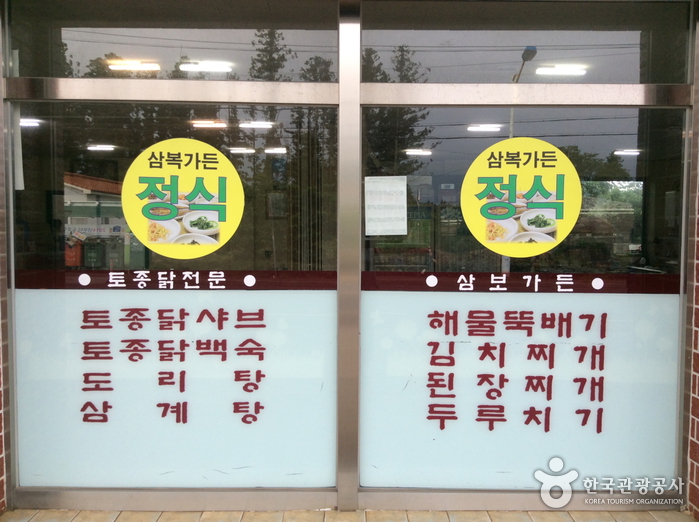 삼복가든
정식
● 토종닭전문 ●
토종닭샤브
토종닭백숙
도리탕
삼계탕
삼복가든
정식
● 삼보가든 ●
해물뚝배기
김치찌개
된장찌개
두루치기
한국관광공사
KOREA TOURISM ORGANIZATION